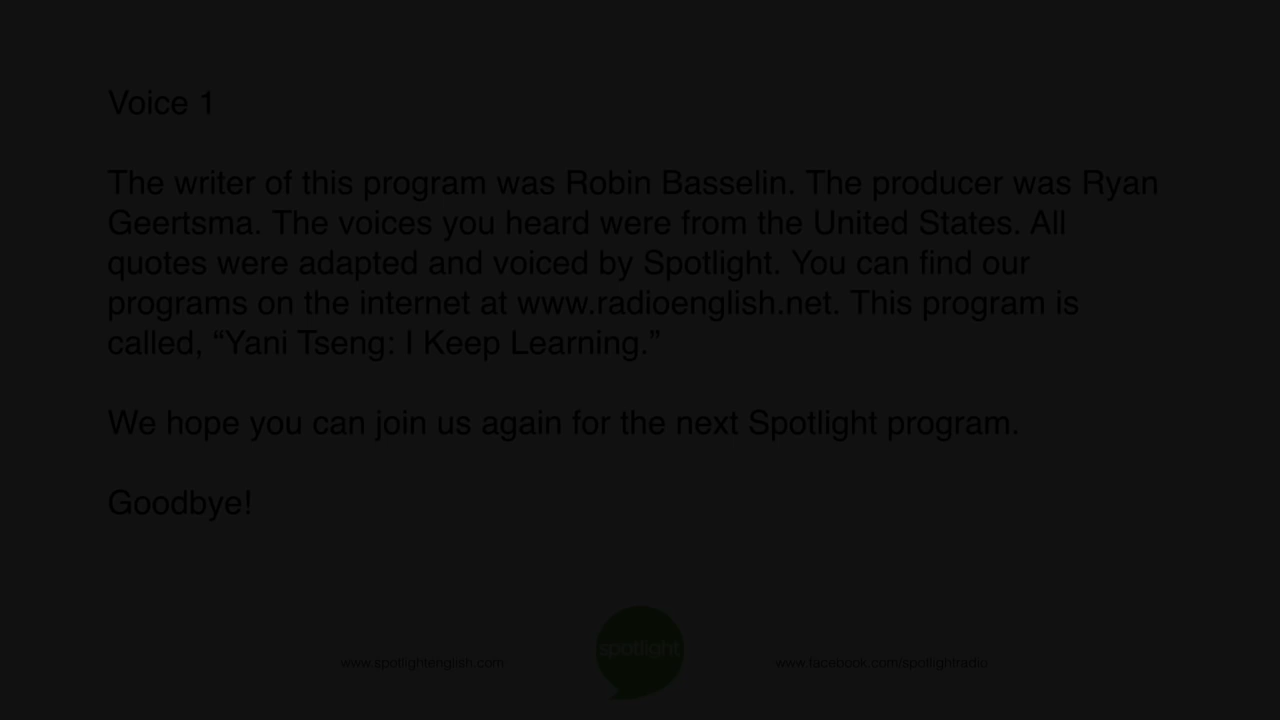 Voice 1
The writer of this program was Robin Basselin. The producer was Ryan
Geertsma. The voices you heard were from the United States. All
quotes were adapted and voiced by Spotlight. You can find our
programs on the internet at www.radioenglish.net. This program is
called, “Yani Tseng: I Keep Learning.”
We hope you can join us again for the next Spotlight program.
Goodbye!
spotlight
www.spotlightenglish.com
www.facebook.com/spotlightradio